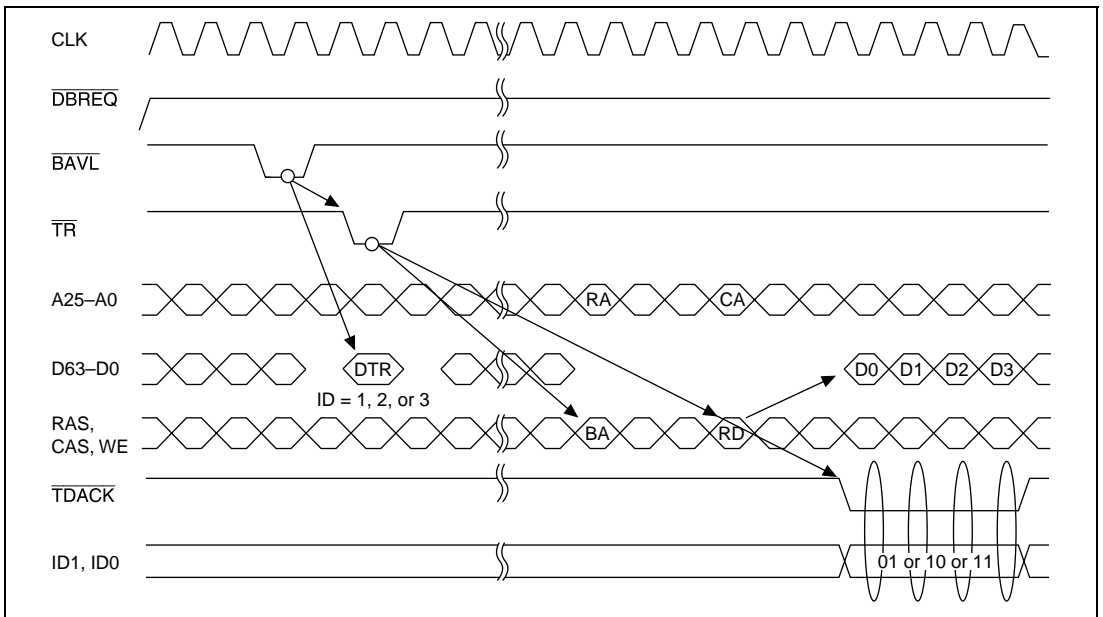 CLK
DBREQ
BAVL
TR
A25–A0 RA CA
D63–D0 DTR D0 D1 D2 D3
ID = 1, 2, or 3
RAS,
CAS, WE BA RD
TDACK
ID1, ID0 01 or 10 or 11